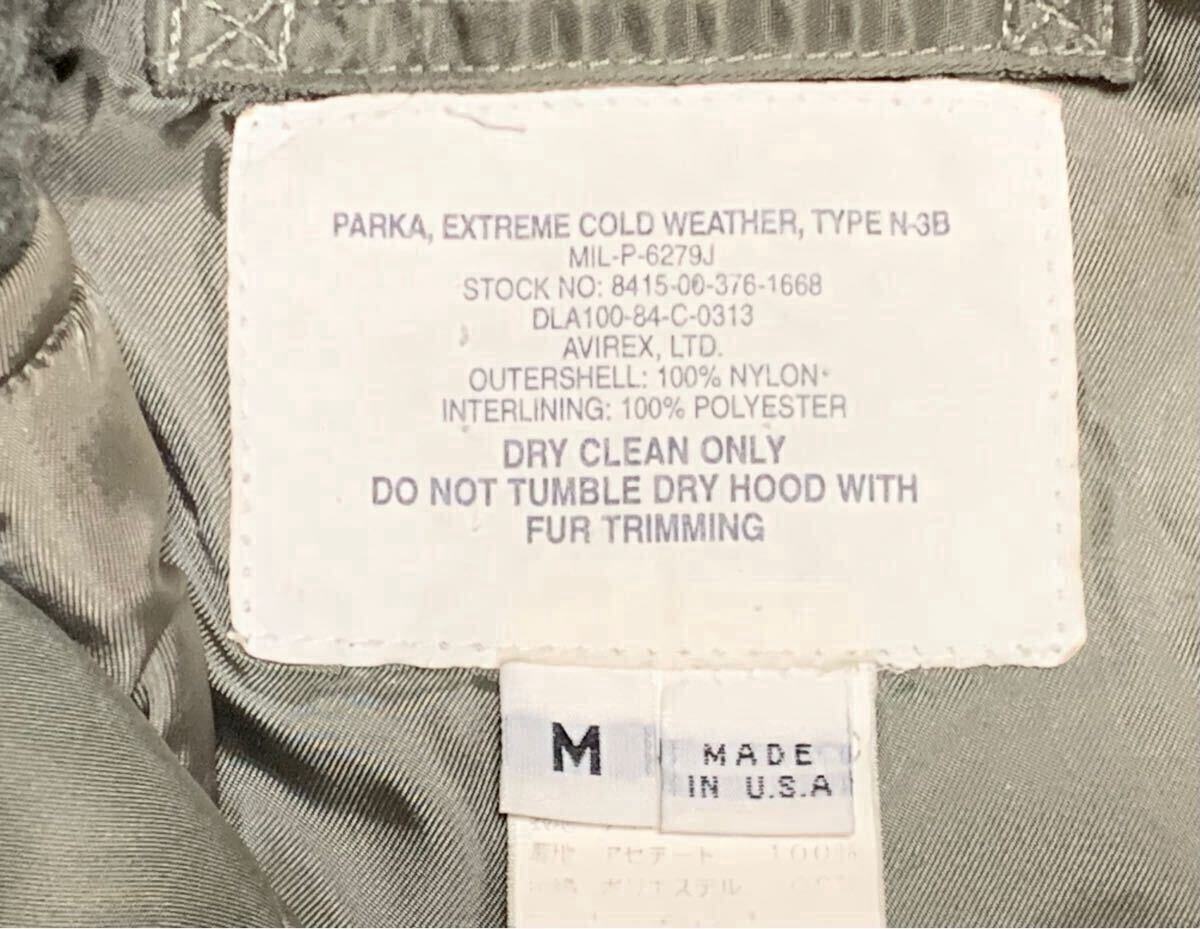 PARKA, EXTREME COLD WEATHER, TYPE N-3B
MIL-P-6279J
STOCK NO: 8415-00-376-1668
DLA100-84-C-0313
AVIREX, LTD.
OUTERSHELL: 100% NYLON
INTERLINING: 100% POLYESTER
DRY CLEAN ONLY
DO NOT TUMBLE DRY HOOD WITH
FUR TRIMMING
M
MADE
IN U.S.A
アセテート 100%
ポリエステル